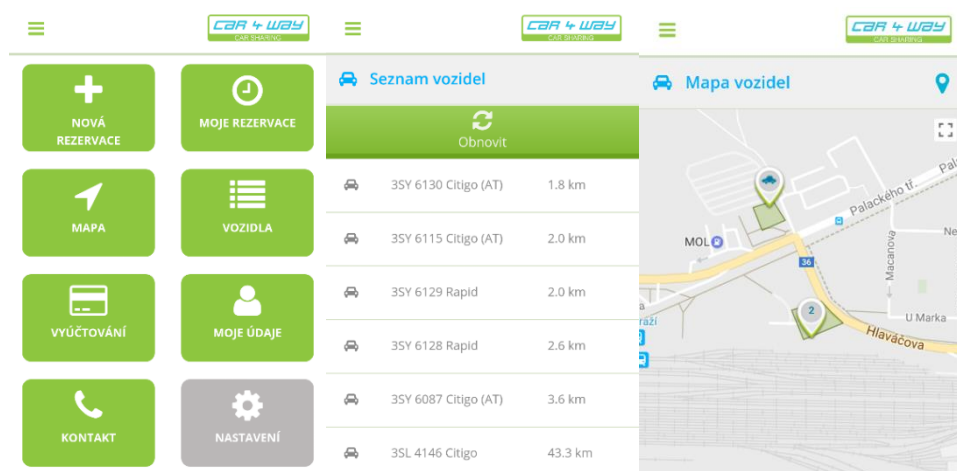 CAR 4 WAY
CAR SHARING
NOVÁ
REZERVACE
MOJE REZERVACE
MAPA
VOZIDLA
VYÚČTOVÁNÍ
MOJE ÚDAJE
KONTAKT
NASTAVENÍ
CAR 4 WAY
CAR SHARING
Seznam vozidel
Obnovit
3SY 6130 Citigo (AT) 1.8 km
3SY 6115 Citigo (AT) 2.0 km
3SY 6129 Rapid 2.0 km
3SY 6128 Rapid 2.6 km
3SY 6087 Citigo (AT) 3.6 km
3SL 4146 Citigo 43.3 km
CAR 4 WAY
CAR SHARING
Mapa vozidel
Pal
Palackého tř.
MOL
Ne
36
Macanova
2
U Marka
Hlaváčova